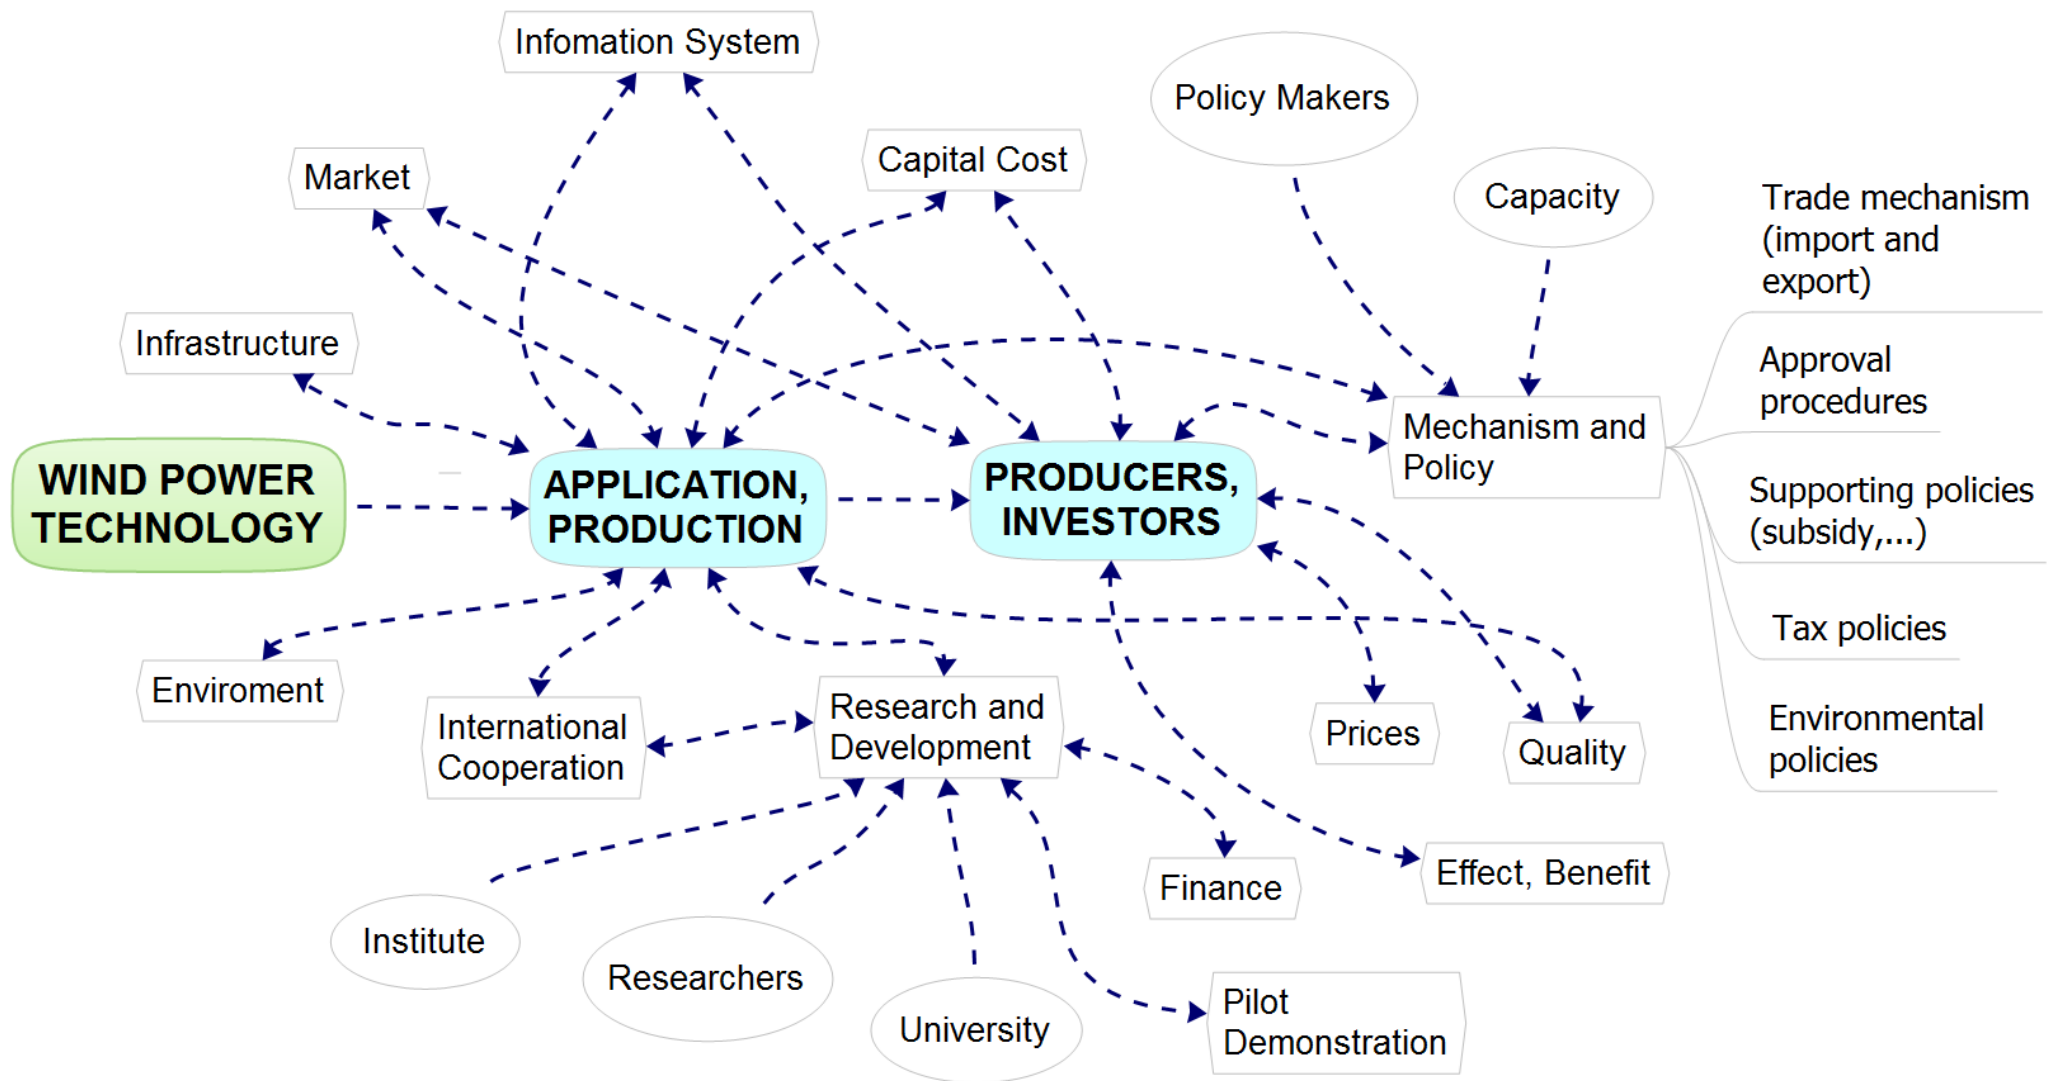 Infomation System
Policy Makers
Capital Cost
Market
Capacity
Trade mechanism
(import and
export)
Infrastructure
Approval
procedures
Mechanism and
Policy
WIND POWER
TECHNOLOGY
APPLICATION,
PRODUCTION
PRODUCERS,
INVESTORS
Supporting policies
(subsidy,...)
Tax policies
Enviroment
International
Cooperation
Research and
Development
Prices
Quality
Environmental
policies
Finance
Effect, Benefit
Institute
Researchers
University
Pilot
Demonstration